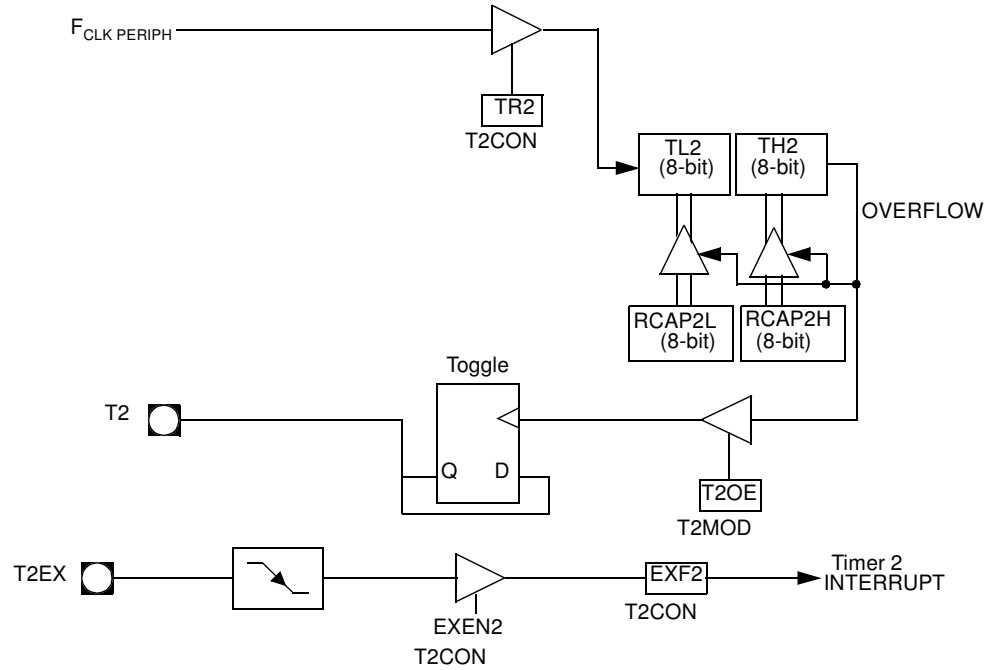 F CLK PERIPH
TR2
T2CON
TL2
(8-bit)
TH2
(8-bit)
OVERFLOW
RCAP2L
(8-bit)
RCAP2H
(8-bit)
Toggle
T2
Q D
T2OE
T2MOD
T2EX
EXEN2
T2CON
EXF2
T2CON
Timer 2
INTERRUPT